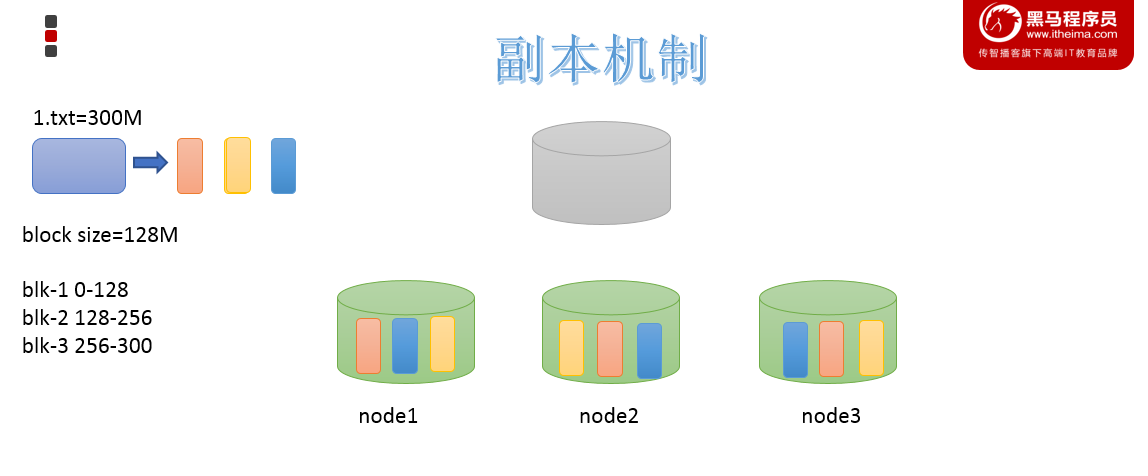 黑马程序员
www.itheima.com
传智播客旗下高端IT教育品牌
副本机制
1.txt=300M
block size=128M
blk-1 0-128
blk-2 128-256
blk-3 256-300
node1
node2
node3